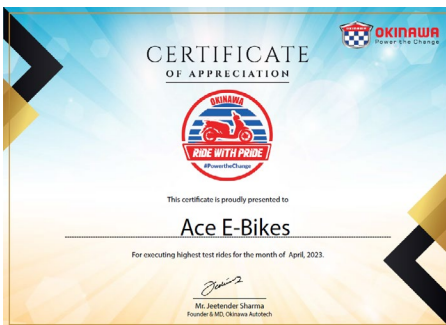 OKINAWA
Power the Change
CERTIFICATE
OF APPRECIATION
OKINAWA
RIDE WITH PRIDE
#PowertheChange
This certificate is proudly presented to
Ace E-Bikes
For executing highest test rides for the month of April, 2023.
Mr. Jeetender Sharma
Founder & MD, Okinawa Autotech